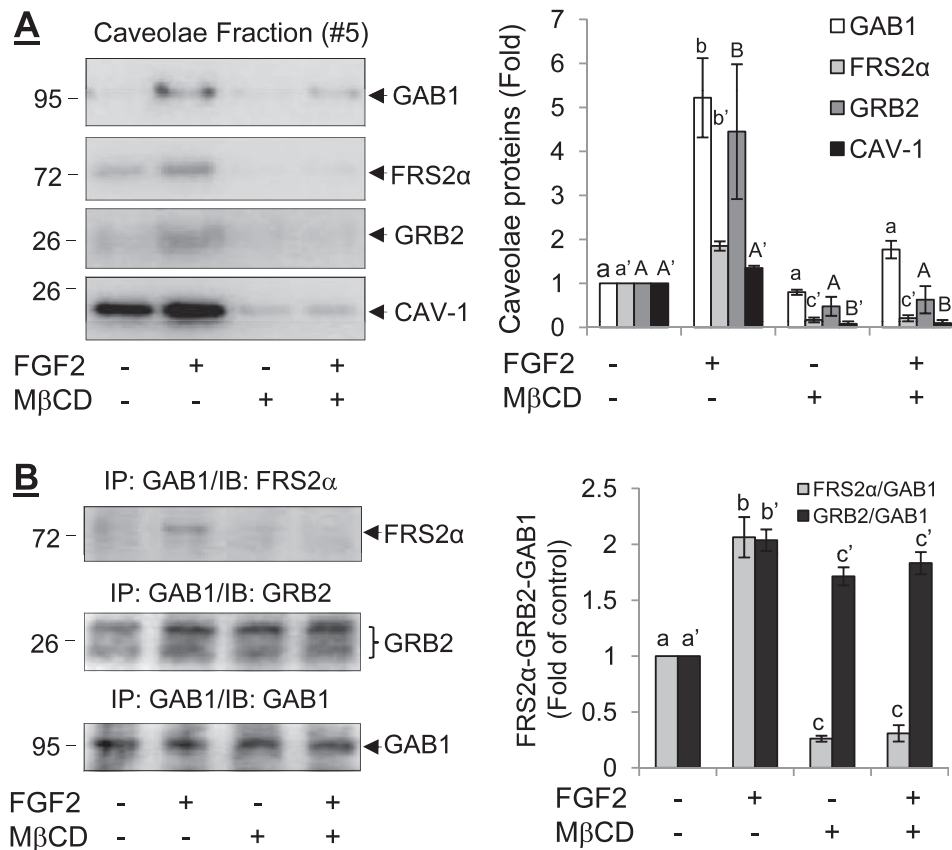 A
Caveolae Fraction (#5)
95
GAB1
72
FRS2α
26
GRB2
26
CAV-1
FGF2 - + - +
MβCD - - + +
Caveolae proteins (Fold)
7
6
5
4
3
2
1
0
GAB1
FRS2α
GRB2
CAV-1
a a' A A'
b b' B A'
a c' A B'
a c' A B
FGF2 - + - +
MβCD - - + +
B
IP: GAB1/IB: FRS2α
72
FRS2α
IP: GAB1/IB: GRB2
26
GRB2
IP: GAB1/IB: GAB1
95
GAB1
FGF2 - + - +
MβCD - - + +
FRS2α-GRB2-GAB1
(Fold of control)
2.5
2
1.5
1
0.5
0
FRS2α/GAB1
GRB2/GAB1
a a'
b b'
c c'
c c'
FGF2 - + - +
MβCD - - + +